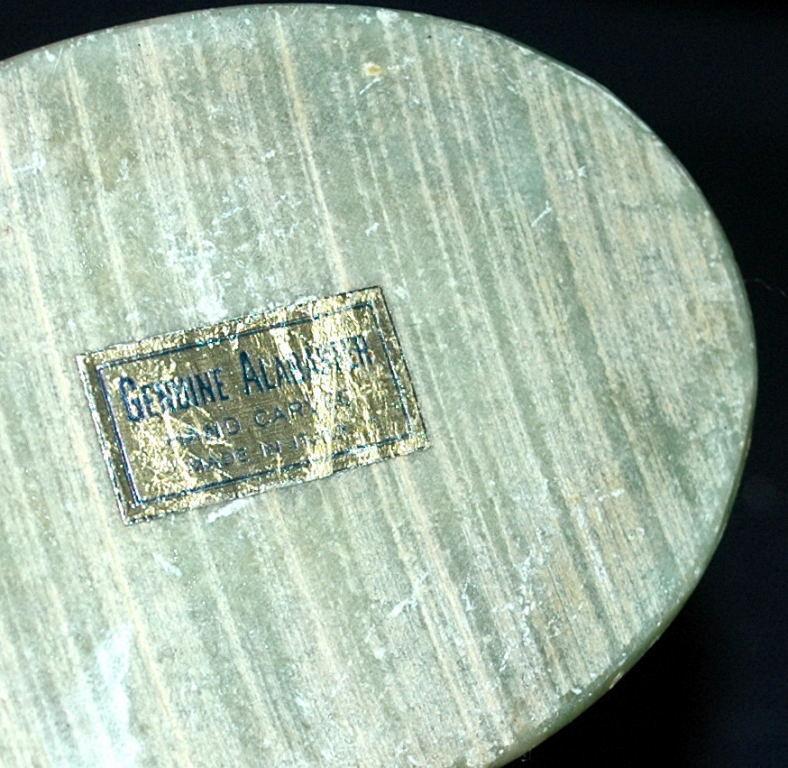 GENUINE ALABASTER
HAND CARVED
MADE IN ITALY